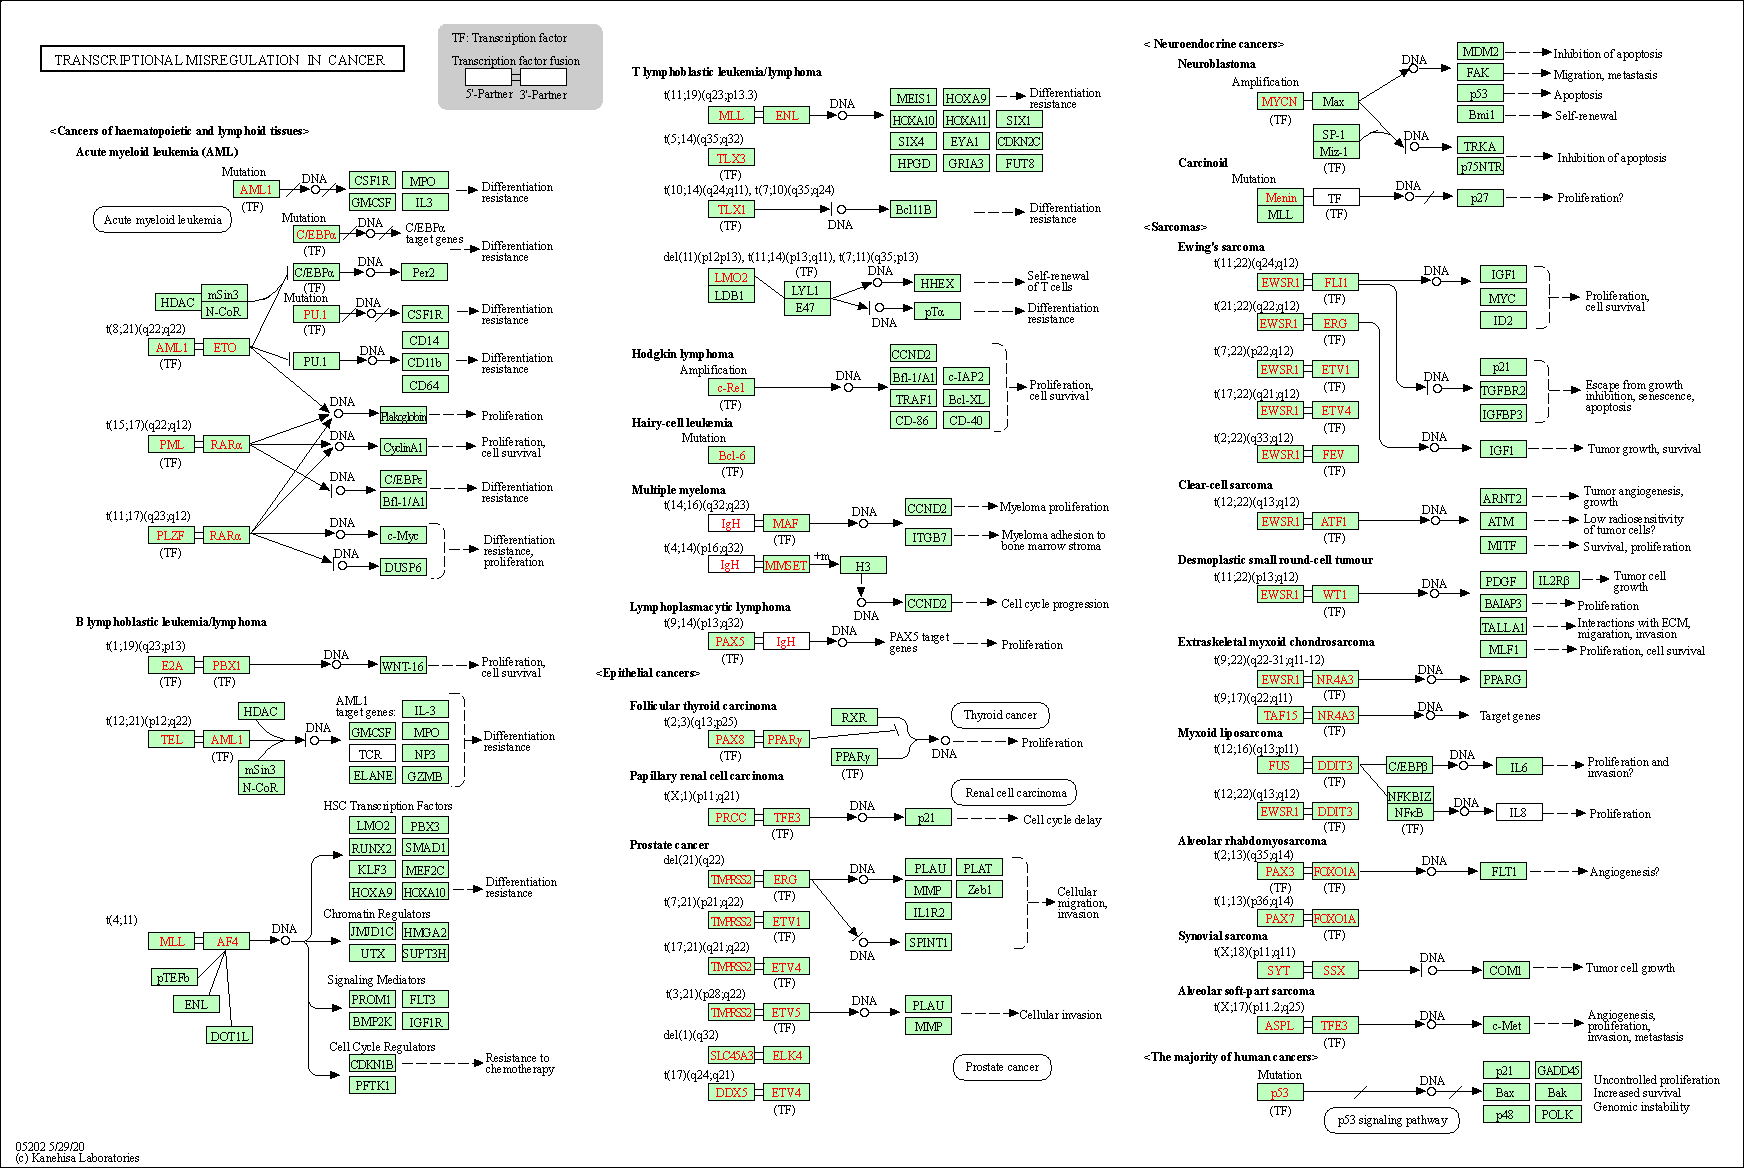 TRANSCRIPTIONAL MISREGULATION IN CANCER
TF: Transcription factor
Transcription factor fusion
5'-Partner 3'-Partner
<Cancers of haematopoietic and lymphoid tissues>
Acute myeloid leukemia (AML)
Mutation
AML1
(TF)
DNA
CSF1R
MPO
GMCSF
IL3
Differentiation
resistance
Acute myeloid leukemia
Mutation
C/EBPα
(TF)
DNA
C/EBPα
target genes
Differentiation
resistance
C/EBPα
(TF)
DNA
Per2
HDAC
mSin3
N-CoR
Mutation
PU.1
(TF)
DNA
CSF1R
Differentiation
resistance
t(8;21)(q22;q22)
AML1
ETO
(TF)
PU.1
DNA
CD14
CD11b
CD64
Differentiation
resistance
DNA
Plakoglobin
Proliferation
t(15;17)(q22;q12)
PML
RARα
(TF)
DNA
CyclinA1
Proliferation,
cell survival
DNA
C/EBPε
Bfl-1/A1
Differentiation
resistance
t(11;17)(q23;q12)
PLZF
RARα
(TF)
(TF)
DNA
c-Myc
DNA
DUSP6
Differentiation
resistance,
proliferation
B lymphoblastic leukemia/lymphoma
t(1;19)(q23;p13)
E2A
PBX1
(TF)
(TF)
DNA
WNT-16
Proliferation,
cell survival
t(12;21)(p12;q22)
TEL
AML1
(TF)
HDAC
mSin3
N-CoR
DNA
AML1
target genes:
IL-3
GMCSF
MPO
TCR
NP3
ELANE
GZMB
Differentiation
resistance
HSC Transcription Factors
LMO2
PBX3
RUNX2
SMAD1
KLF3
MEF2C
HOXA9
HOXA10
Differentiation
resistance
t(4;11)
MLL
AF4
DNA
pTEFb
ENL
DOT1L
Chromatin Regulators
JMJD1C
HMGA2
UTX
SUPT3H
Signaling Mediators
PROM1
FLT3
BMP2K
IGF1R
Cell Cycle Regulators
CDKN1B
PFTK1
Resistance to
chemotherapy
T lymphoblastic leukemia/lymphoma
t(11;19)(q23;p13.3)
MLL
ENL
DNA
MEIS1
HOXA9
HOXA10
HOXA11
SIX1
SIX4
EYA1
CDKN2C
HPGD
GRIA3
FUT8
Differentiation
resistance
t(5;14)(q35;q32)
TLX3
(TF)
t(10;14)(q24;q11), t(7;10)(q35;q24)
TLX1
(TF)
DNA
Bcl11B
Differentiation
resistance
del(11)(p12p13), t(11;14)(p13;q11), t(7;11)(q35;p13)
LMO2
LDB1
(TF)
LYL1
E47
DNA
HHEX
Self-renewal
of T cells
DNA
pTα
Differentiation
resistance
Hodgkin lymphoma
Amplification
c-Rel
(TF)
DNA
CCND2
Bfl-1/A1
c-IAP2
TRAF1
Bcl-XL
CD-86
CD-40
Proliferation,
cell survival
Hairy-cell leukemia
Mutation
Bcl-6
(TF)
Multiple myeloma
t(14;16)(q32;q23)
IgH
MAF
(TF)
DNA
CCND2
Myeloma proliferation
ITGB7
Myeloma adhesion to
bone marrow stroma
t(4;14)(p16;q32)
IgH
MMSET
+m
H3
DNA
CCND2
Cell cycle progression
Lymphoplasmacytic lymphoma
t(9;14)(p13;q32)
PAX5
IgH
(TF)
DNA
PAX5 target
genes
Proliferation
<Epithelial cancers>
Follicular thyroid carcinoma
t(2;3)(q13;p25)
PAX8
PPARγ
(TF)
(TF)
RXR
PPARγ
(TF)
Thyroid cancer
DNA
Proliferation
Papillary renal cell carcinoma
t(X;1)(p11;q21)
PRCC
TFE3
(TF)
DNA
p21
Renal cell carcinoma
Cell cycle delay
Prostate cancer
del(21)(q22)
TMPRSS2
ERG
(TF)
DNA
PLAU
PLAT
MMP
Zeb1
IL1R2
SPINT1
DNA
Cellular
migration,
invasion
t(7;21)(p21;q22)
TMPRSS2
ETV1
(TF)
t(17;21)(q21;q22)
TMPRSS2
ETV4
(TF)
t(3;21)(p28;q22)
TMPRSS2
ETV5
(TF)
DNA
PLAU
MMP
Cellular invasion
del(1)(q32)
SLC45A3
ELK4
t(17)(q24;q21)
DDX5
ETV4
(TF)
Prostate cancer
< Neuroendocrine cancers>
Neuroblastoma
Amplification
MYCN
(TF)
Max
SP-1
Miz-1
DNA
MDM2
Inhibition of apoptosis
FAK
Migration, metastasis
p53
Apoptosis
Bmi1
Self-renewal
DNA
TRKA
p75NTR
Inhibition of apoptosis
Carcinoid
Mutation
Menin
MLL
TF
(TF)
DNA
p27
Proliferation?
<Sarcomas>
Ewing's sarcoma
t(11;22)(q24;q12)
EWSR1
FLI1
(TF)
DNA
IGF1
MYC
ID2
Proliferation,
cell survival
t(21;22)(q22;q12)
EWSR1
ERG
(TF)
t(7;22)(p22;q12)
EWSR1
ETV1
(TF)
DNA
p21
TGFBR2
IGFBP3
Escape from growth
inhibition, senescence,
apoptosis
t(17;22)(q21;q12)
EWSR1
ETV4
(TF)
t(2;22)(q33;q12)
EWSR1
FEV
(TF)
DNA
IGF1
Tumor growth, survival
Clear-cell sarcoma
t(12;22)(q13;q12)
EWSR1
ATF1
(TF)
DNA
ARNT2
Tumor angiogenesis,
growth
ATM
Low radiosensitivity
of tumor cells?
MITF
Survival, proliferation
Desmoplastic small round-cell tumour
t(11;22)(p13;q12)
EWSR1
WT1
(TF)
DNA
PDGF
IL2Rβ
Tumor cell
growth
BAIAP3
Proliferation
TALLA1
Interactions with ECM,
migaration, invasion
MLF1
Proliferation, cell survival
Extraskeletal myxoid chondrosarcoma
t(9;22)(q22-31;q11-12)
EWSR1
NR4A3
(TF)
DNA
PPARG
t(9;17)(q22;q11)
TAF15
NR4A3
(TF)
DNA
Target genes
Myxoid liposarcoma
t(12;16)(q13;p11)
FUS
DDIT3
(TF)
C/EBPβ
DNA
IL6
Proliferation and
invasion?
t(12;22)(q13;q12)
EWSR1
DDIT3
(TF)
NFKBIZ
NFκB
(TF)
DNA
IL8
Proliferation
Alveolar rhabdomyosarcoma
t(2;13)(q35;q14)
PAX3
FOXO1A
(TF)
(TF)
DNA
FLT1
Angiogenesis?
t(1;13)(p36;q14)
PAX7
FOXO1A
(TF)
Synovial sarcoma
t(X;18)(p11;q11)
SYT
SSX
(TF)
DNA
COM1
Tumor cell growth
Alveolar soft-part sarcoma
t(X;17)(p11.2;q25)
ASPL
TFE3
(TF)
DNA
c-Met
Angiogenesis,
proliferation,
invasion, metastasis
<The majority of human cancers>
Mutation
p53
(TF)
DNA
p53 signaling pathway
p21
GADD45
Bax
Bak
p48
POLK
Uncontrolled proliferation
Increased survival
Genomic instability
05202 5/29/20
(c) Kanehisa Laboratories